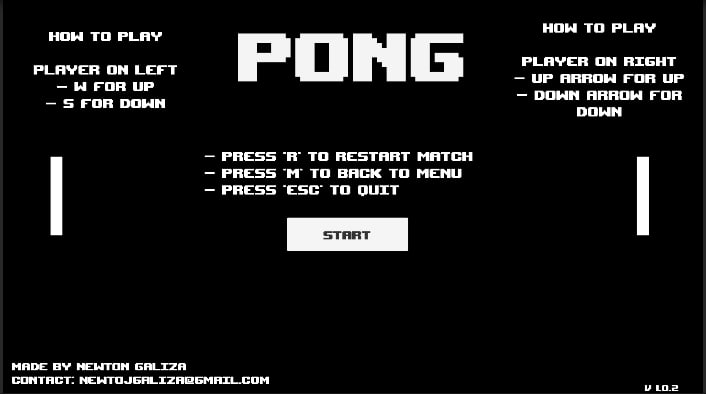 HOW TO PLAY
PLAYER ON LEFT
- W FOR UP
- S FOR DOWN
PONG
HOW TO PLAY
PLAYER ON RIGHT
- UP ARROW FOR UP
- DOWN ARROW FOR
DOWN
- PRESS 'R' TO RESTART MATCH
- PRESS 'M' TO BACK TO MENU
- PRESS 'ESC' TO QUIT
START
MADE BY NEWTON GALIZA
CONTACT: NEWTOJGALIZA@GMAIL.COM
V 1.0.2